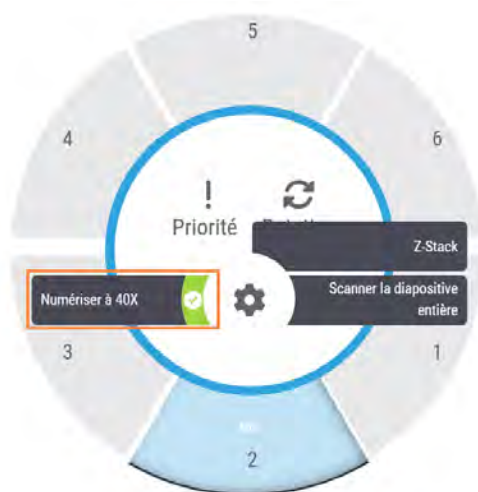 5
4
6
Priorité
Z-Stack
Numériser à 40X
Scanner la diapositive
entière
3
1
2